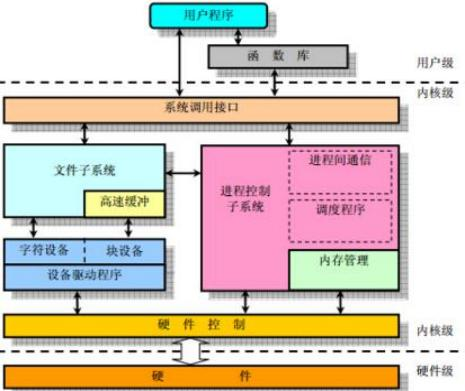 用户程序
函 数 库
用户级
内核级
系统调用接口
文件子系统
高速缓冲
进程控制
子系统
进程间通信
调度程序
字符设备
块设备
设备驱动程序
内存管理
硬 件 控 制
内核级
硬件级
硬 件